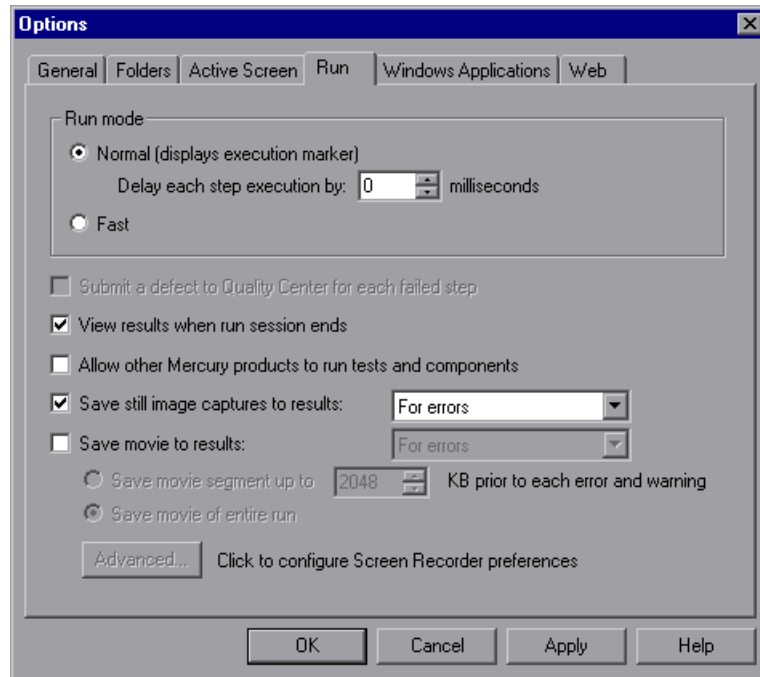 Options
General Folders Active Screen Run Windows Applications Web
Run mode
Normal (displays execution marker)
Delay each step execution by: 0 milliseconds
Fast
Submit a defect to Quality Center for each failed step
View results when run session ends
Allow other Mercury products to run tests and components
Save still image captures to results: For errors
Save movie to results: For errors
Save movie segment up to 2048 KB prior to each error and warning
Save movie of entire run
Advanced... Click to configure Screen Recorder preferences
OK Cancel Apply Help